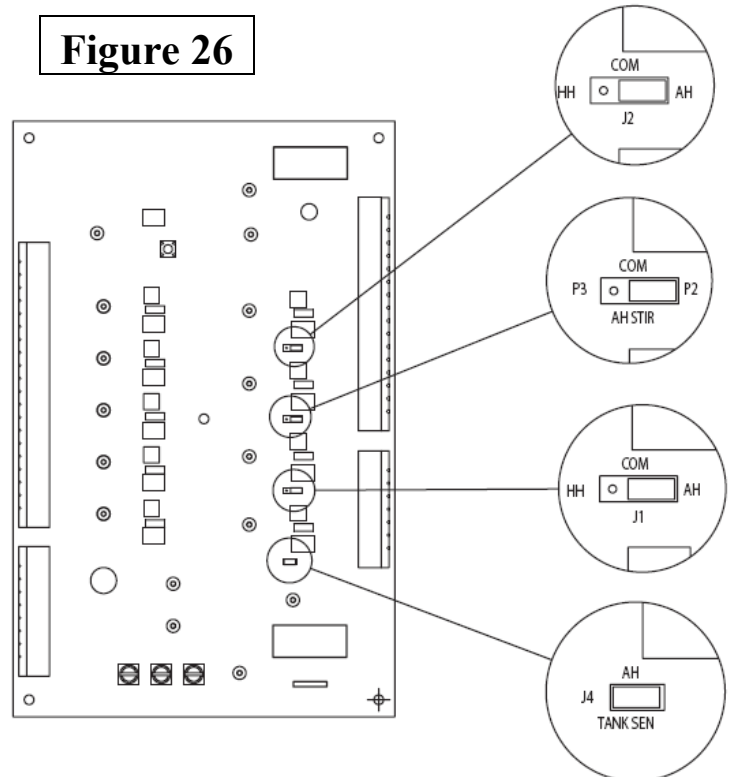 Figure 26
COM
HH AH
J2
COM
P3 P2
AH STIR
COM
HH AH
J1
AH
J4
TANK SEN